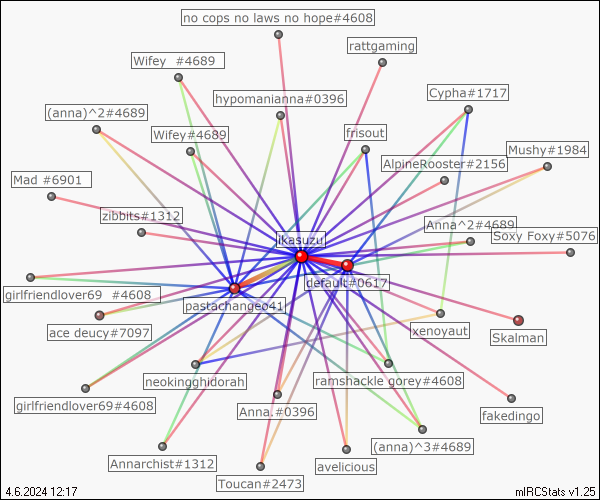 no cops no laws no hope#4608
rattgaming
Wifey  #4689
Cypha#1717
hypomanianna#0396
(anna)^2#4689
Wifey#4689
frisout
Mushy#1984
AlpineRooster#2156
Mad #6901
zibbits#1312
Anna^2#4689
Soxy Foxy#5076
iKasuzu
default#0617
girlfriendlover69  #4608
pastachangeo41
ace deucy#7097
xenoyaut
Skalman
neokingghidorah
ramshackle gorey#4608
girlfriendlover69#4608
Anna.#0396
fakedingo
(anna)^3#4689
Annarchist#1312
avelicious
Toucan#2473
4.6.2024 12:17
mIRCStats v1.25